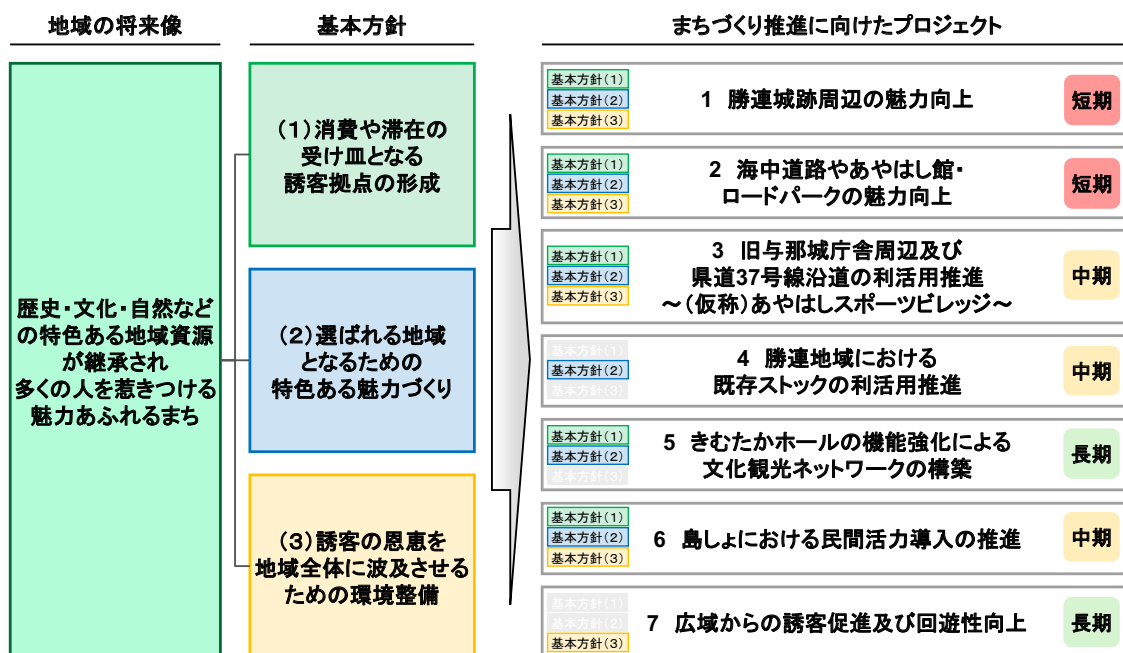 地域の将来像
基本方針
まちづくり推進に向けたプロジェクト
歴史・文化・自然など
の特色ある地域資源
が継承され
多くの人を惹きつける
魅力あふれるまち
（１）消費や滞在の
受け皿となる
誘客拠点の形成
（２）選ばれる地域
となるための
特色ある魅力づくり
（３）誘客の恩恵を
地域全体に波及させる
ための環境整備
基本方針（１）
基本方針（２）
基本方針（３）
1 勝連城跡周辺の魅力向上
短期
基本方針（１）
基本方針（２）
基本方針（３）
2 海中道路やあやはし館・
ロードパークの魅力向上
短期
基本方針（１）
基本方針（２）
基本方針（３）
3 旧与那城庁舎周辺及び
県道37号線沿道の利活用推進
～（仮称）あやはしスポーツビレッジ～
中期
基本方針（１）
基本方針（２）
基本方針（３）
4 勝連地域における
既存ストックの利活用推進
中期
基本方針（１）
基本方針（２）
基本方針（３）
5 きむたかホールの機能強化による
文化観光ネットワークの構築
長期
基本方針（１）
基本方針（２）
基本方針（３）
6 島しょにおける民間活力導入の推進
中期
基本方針（１）
基本方針（２）
基本方針（３）
7 広域からの誘客促進及び回遊性向上
長期